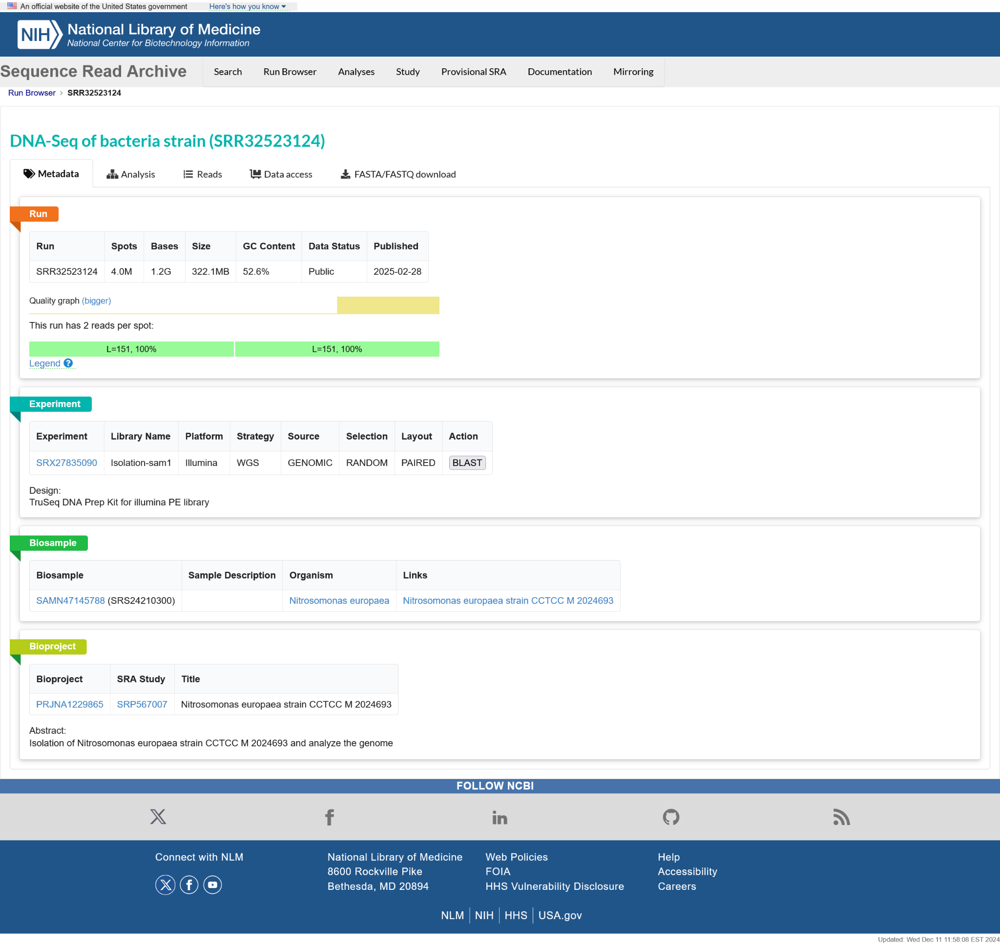 An official website of the United States government Here's how you know
NIH National Library of Medicine
National Center for Biotechnology Information
Sequence Read Archive Search Run Browser Analyses Study Provisional SRA Documentation Mirroring
Run Browser › SRR32523124
DNA-Seq of bacteria strain (SRR32523124)
Metadata Analysis Reads Data access FASTA/FASTQ download
Run
Run Spots Bases Size GC Content Data Status Published
SRR32523124 4.0M 1.2G 322.1MB 52.6% Public 2025-02-28
Quality graph (bigger)
This run has 2 reads per spot:
L=151, 100% L=151, 100%
Legend ?
Experiment
Experiment Library Name Platform Strategy Source Selection Layout Action
SRX27835090 Isolation-sam1 Illumina WGS GENOMIC RANDOM PAIRED BLAST
Design:
TruSeq DNA Prep Kit for illumina PE library
Biosample
Biosample Sample Description Organism Links
SAMN47145788 (SRS24210300) Nitrosomonas europaea Nitrosomonas europaea strain CCTCC M 2024693
Bioproject
Bioproject SRA Study Title
PRJNA1229865 SRP567007 Nitrosomonas europaea strain CCTCC M 2024693
Abstract:
Isolation of Nitrosomonas europaea strain CCTCC M 2024693 and analyze the genome
FOLLOW NCBI
Connect with NLM
National Library of Medicine
8600 Rockville Pike
Bethesda, MD 20894
Web Policies
FOIA
HHS Vulnerability Disclosure
Help
Accessibility
Careers
NLM NIH HHS USA.gov
Updated: Wed Dec 11 11:58:08 EST 2024